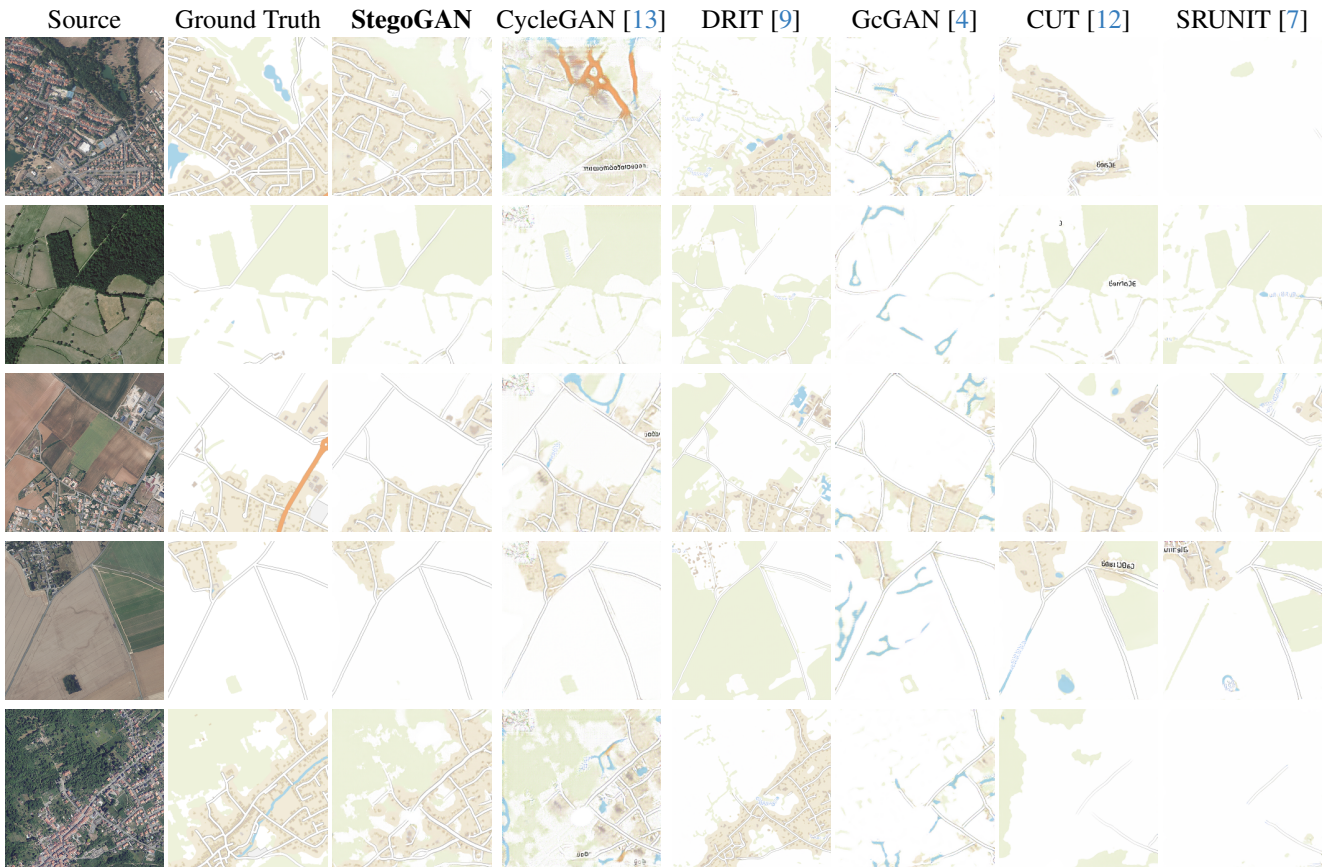 Source Ground Truth StegoGAN CycleGAN [13] DRIT [9] GcGAN [4] CUT [12] SRUNIT [7]